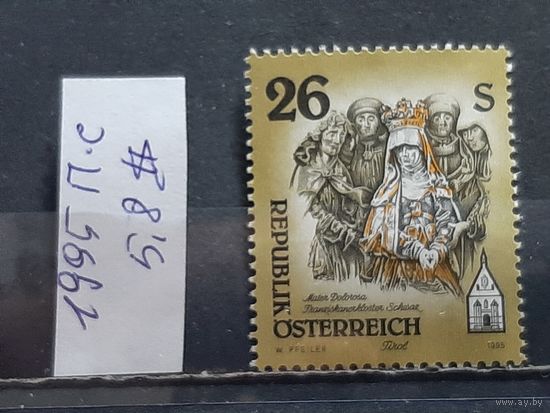 1995 П.С
5,8 $
26 S
REPUBLIK
ÖSTERREICH
Mater Dolorosa
Franziskanerkloster Schwaz
Tirol
W. PFEILER
1995
www.ay.by